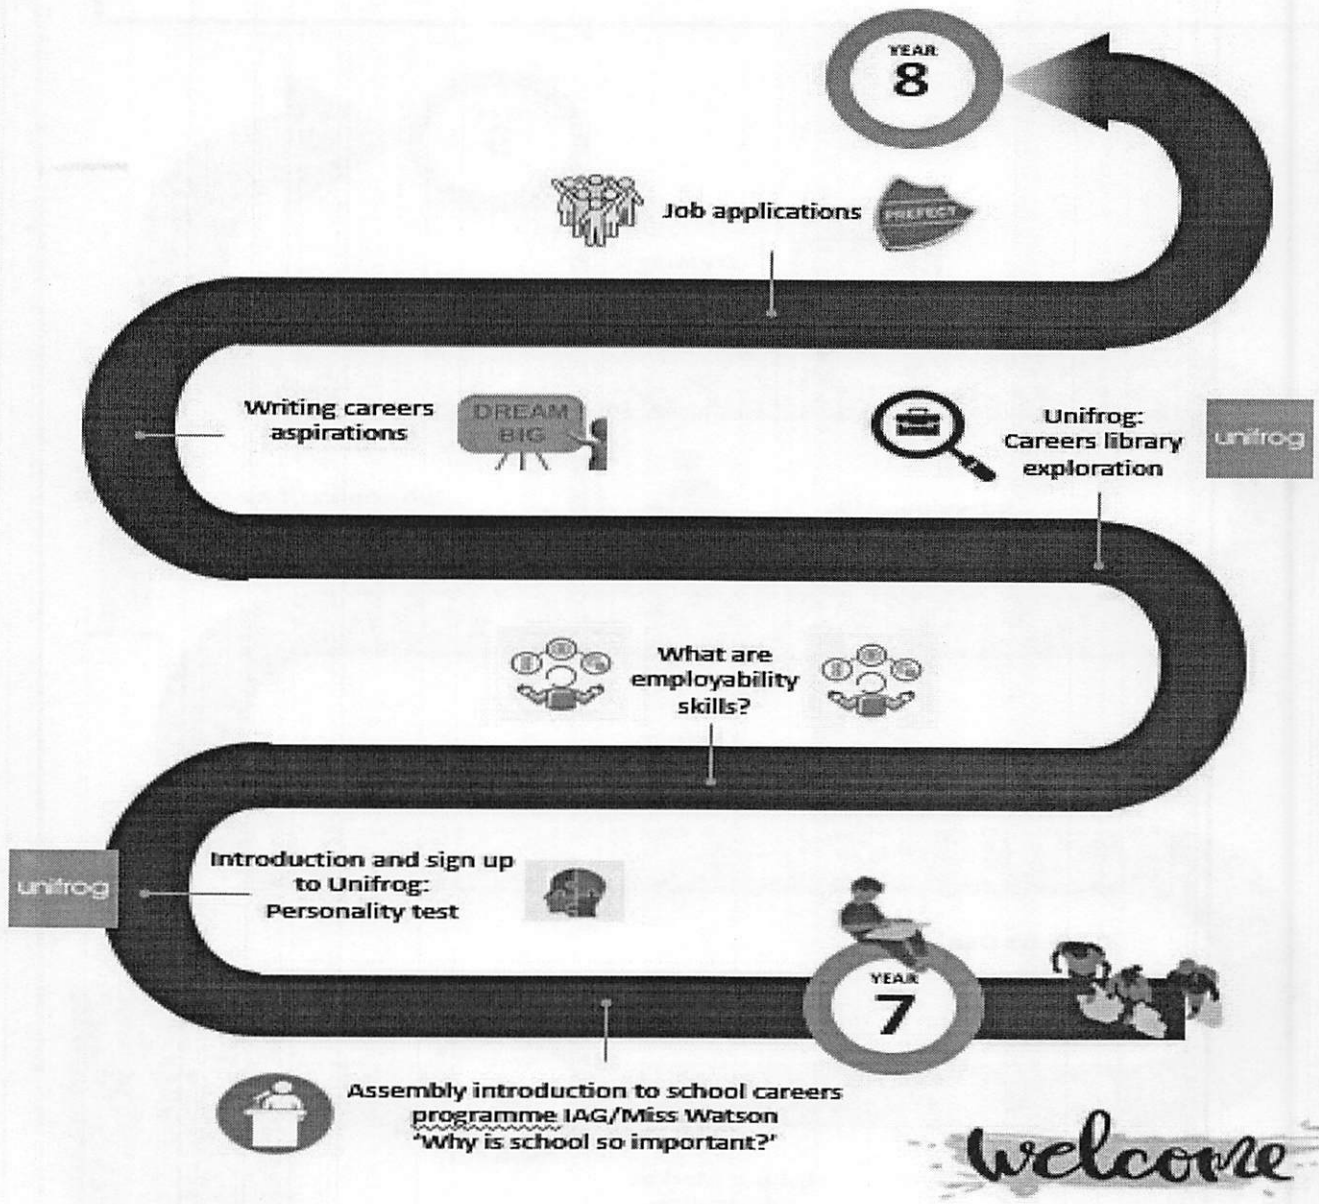 YEAR
8
Job applications
PREFECT
Writing careers
aspirations
DREAM
BIG
Unifrog:
Careers library
exploration
unifrog
What are
employability
skills?
unifrog
Introduction and sign up
to Unifrog:
Personality test
YEAR
7
Assembly introduction to school careers
programme IAG/Miss Watson
'Why is school so important?'
welcome